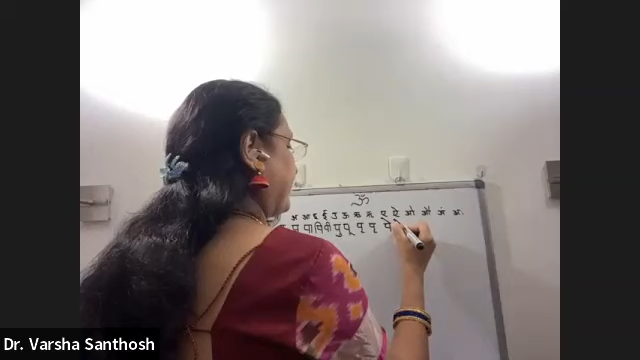 ॐ
अ आ इ ई उ ऊ ऋ ॠ ए ऐ ओ औ अं अः
प पा पि पी पु पू पृ पॄ पे
Dr. Varsha Santhosh